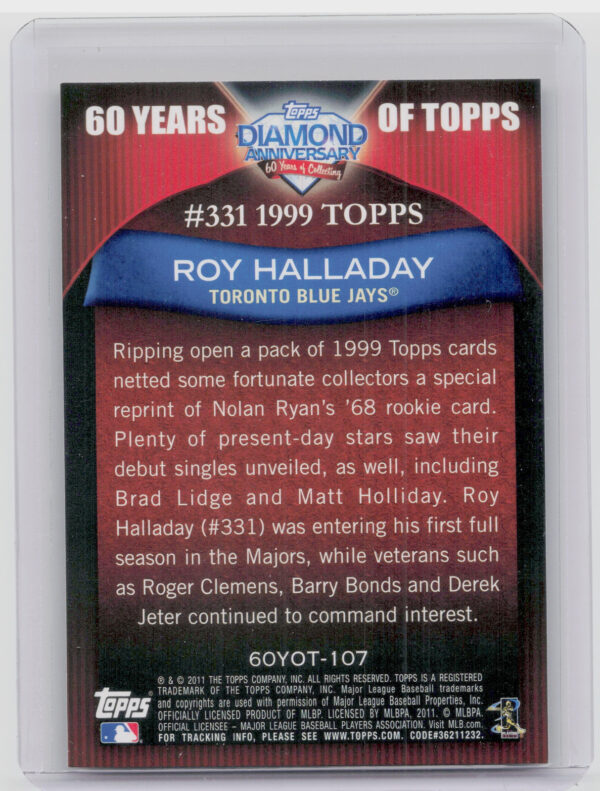 60 YEARS OF TOPPS
Topps
DIAMOND
ANNIVERSARY
60 Years of Collecting
#331 1999 TOPPS
ROY HALLADAY
TORONTO BLUE JAYS®
Ripping open a pack of 1999 Topps cards
netted some fortunate collectors a special
reprint of Nolan Ryan's '68 rookie card.
Plenty of present-day stars saw their
debut singles unveiled, as well, including
Brad Lidge and Matt Holliday. Roy
Halladay (#331) was entering his first full
season in the Majors, while veterans such
as Roger Clemens, Barry Bonds and Derek
Jeter continued to command interest.
60YOT-107
® & © 2011 THE TOPPS COMPANY, INC. ALL RIGHTS RESERVED. TOPPS IS A REGISTERED
TRADEMARK OF THE TOPPS COMPANY, INC. Major League Baseball trademarks
and copyrights are used with permission of Major League Baseball Properties, Inc.
OFFICIALLY LICENSED PRODUCT OF MLBP. LICENSED BY MLBPA, 2011. © MLBPA.
OFFICIAL LICENSEE – MAJOR LEAGUE BASEBALL PLAYERS ASSOCIATION. Visit MLB.com.
FOR TRACKING INFO, PLEASE SEE WWW.TOPPS.COM. CODE#36211232.
Topps